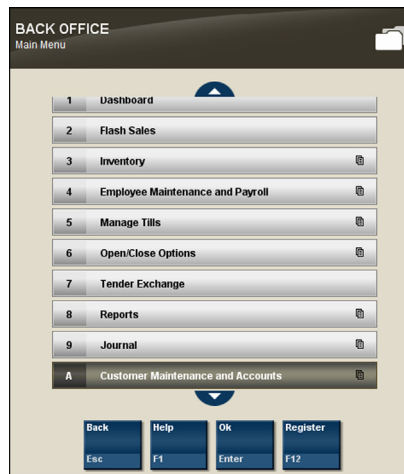 BACK OFFICE
Main Menu
1 Dashboard
2 Flash Sales
3 Inventory
4 Employee Maintenance and Payroll
5 Manage Tills
6 Open/Close Options
7 Tender Exchange
8 Reports
9 Journal
A Customer Maintenance and Accounts
Back Help Ok Register
Esc F1 Enter F12